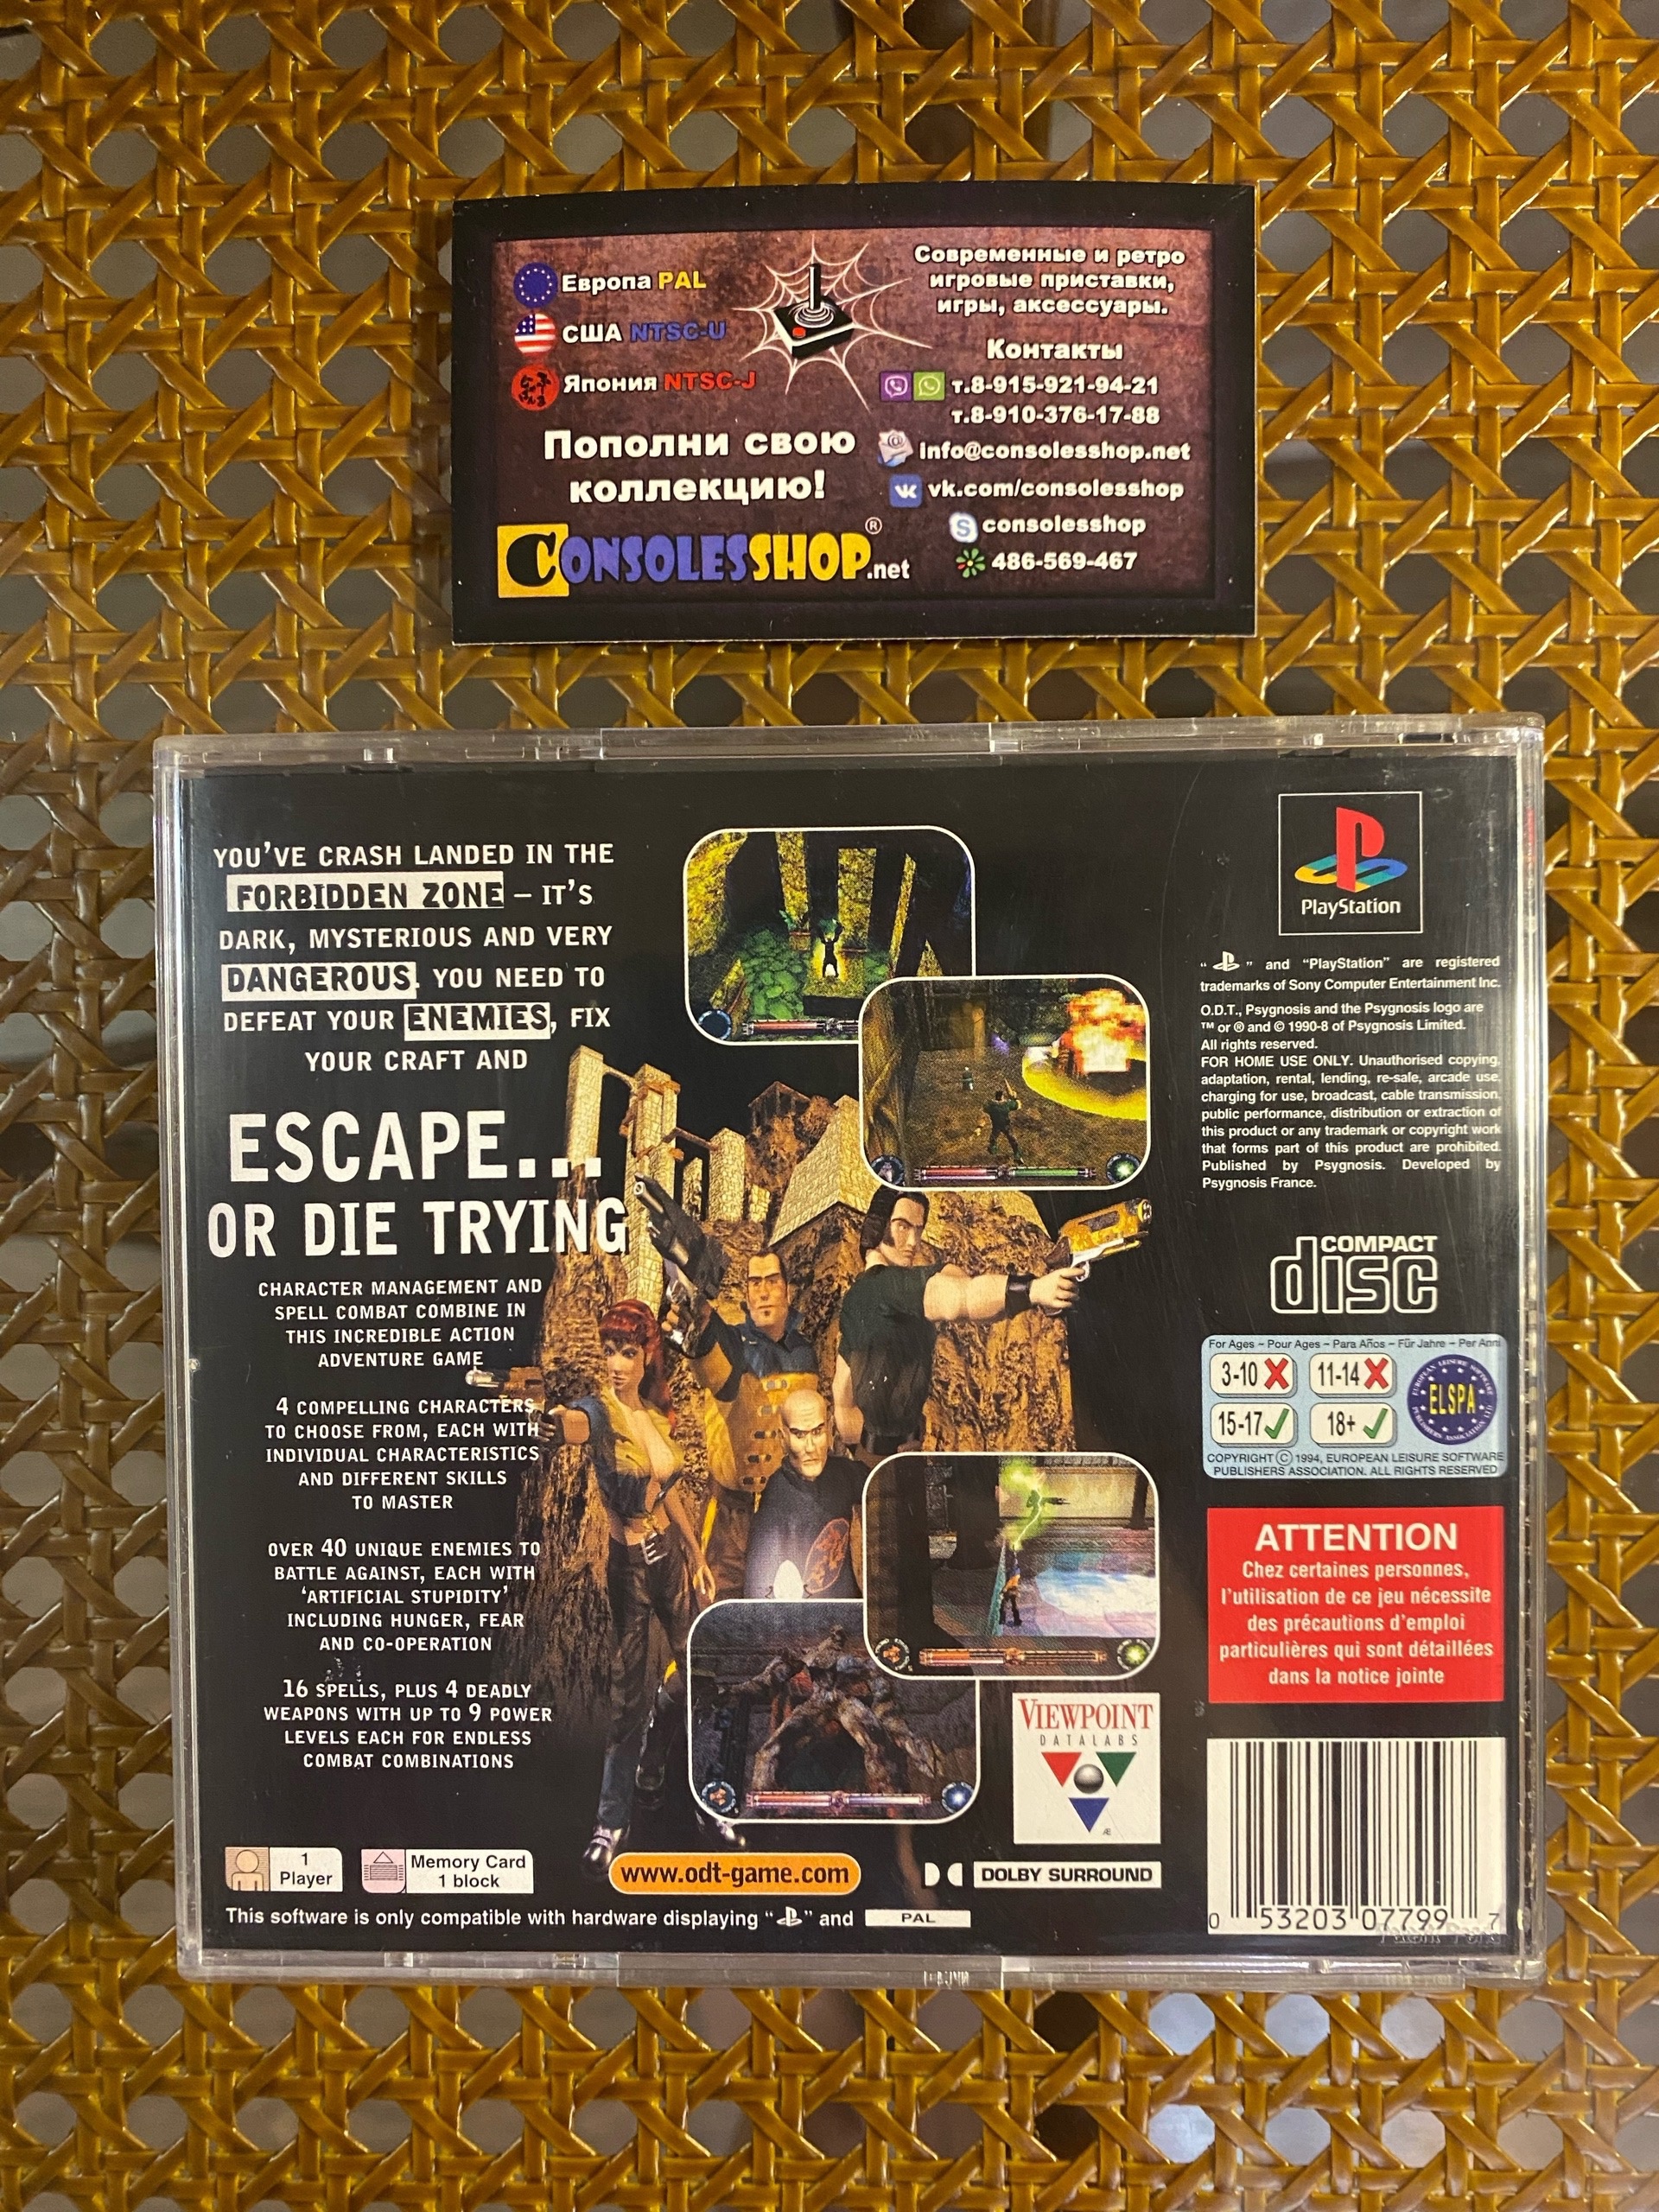 Европа PAL
США NTSC-U
Япония NTSC-J
Пополни свою
коллекцию!
CONSOLESSHOP.net
®
Современные и ретро
игровые приставки,
игры, аксессуары.
Контакты
т.8-915-921-94-21
т.8-910-376-17-88
info@consolesshop.net
vk.com/consolesshop
consolesshop
486-569-467
YOU'VE CRASH LANDED IN THE
FORBIDDEN ZONE – IT'S
DARK, MYSTERIOUS AND VERY
DANGEROUS. YOU NEED TO
DEFEAT YOUR ENEMIES, FIX
YOUR CRAFT AND
ESCAPE...
OR DIE TRYING
CHARACTER MANAGEMENT AND
SPELL COMBAT COMBINE IN
THIS INCREDIBLE ACTION
ADVENTURE GAME
4 COMPELLING CHARACTERS
TO CHOOSE FROM, EACH WITH
INDIVIDUAL CHARACTERISTICS
AND DIFFERENT SKILLS
TO MASTER
OVER 40 UNIQUE ENEMIES TO
BATTLE AGAINST, EACH WITH
'ARTIFICIAL STUPIDITY'
INCLUDING HUNGER, FEAR
AND CO-OPERATION
16 SPELLS, PLUS 4 DEADLY
WEAPONS WITH UP TO 9 POWER
LEVELS EACH FOR ENDLESS
COMBAT COMBINATIONS
1
Player
Memory Card
1 block
www.odt-game.com
DOLBY SURROUND
This software is only compatible with hardware displaying " " and PAL
VIEWPOINT
DATALABS
PlayStation
" " and "PlayStation" are registered
trademarks of Sony Computer Entertainment Inc.
O.D.T., Psygnosis and the Psygnosis logo are
™ or ® and © 1990-8 of Psygnosis Limited.
All rights reserved.
FOR HOME USE ONLY. Unauthorised copying,
adaptation, rental, lending, re-sale, arcade use,
charging for use, broadcast, cable transmission,
public performance, distribution or extraction of
this product or any trademark or copyright work
that forms part of this product are prohibited.
Published by Psygnosis. Developed by
Psygnosis France.
COMPACT
disc
For Ages – Pour Ages – Para Años – Für Jahre – Per Anni
3-10 11-14
15-17 18+
ELSPA
COPYRIGHT © 1994, EUROPEAN LEISURE SOFTWARE
PUBLISHERS ASSOCIATION. ALL RIGHTS RESERVED
ATTENTION
Chez certaines personnes,
l'utilisation de ce jeu nécessite
des précautions d'emploi
particulières qui sont détaillées
dans la notice jointe
0 53203 07799 7